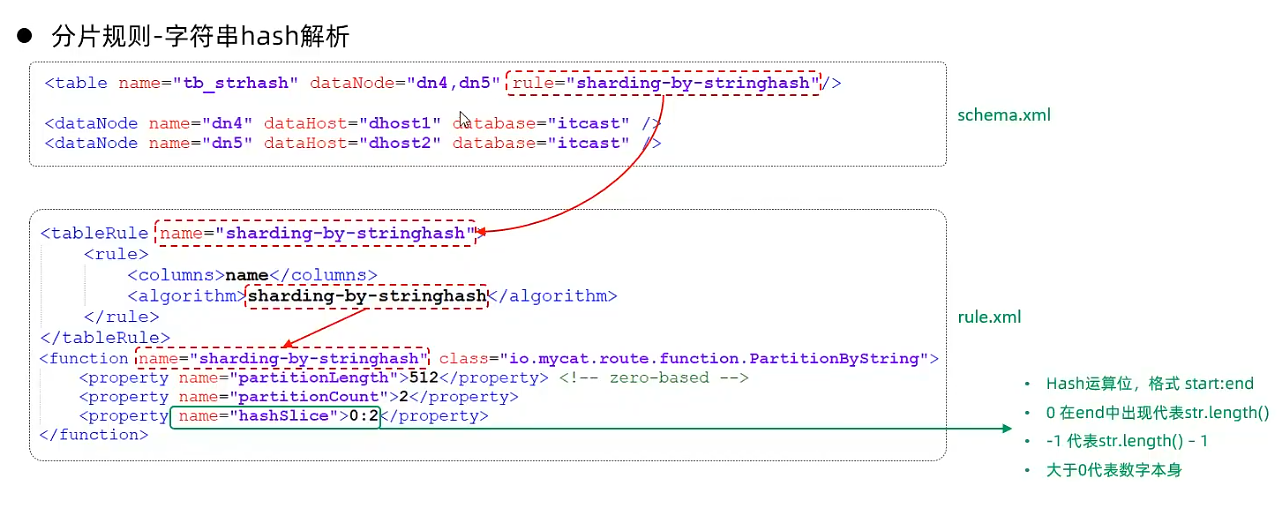 ● 分片规则-字符串hash解析
<table name="tb_strhash" dataNode="dn4,dn5" rule="sharding-by-stringhash"/>
<dataNode name="dn4" dataHost="dhost1" database="itcast" />
<dataNode name="dn5" dataHost="dhost2" database="itcast" />
schema.xml
<tableRule name="sharding-by-stringhash">
<rule>
<columns>name</columns>
<algorithm>sharding-by-stringhash</algorithm>
</rule>
</tableRule>
<function name="sharding-by-stringhash" class="io.mycat.route.function.PartitionByString">
<property name="partitionLength">512</property> <!-- zero-based -->
<property name="partitionCount">2</property>
<property name="hashSlice">0:2</property>
</function>
rule.xml
• Hash运算位，格式 start:end
• 0 在end中出现代表str.length()
• -1 代表str.length() – 1
• 大于0代表数字本身